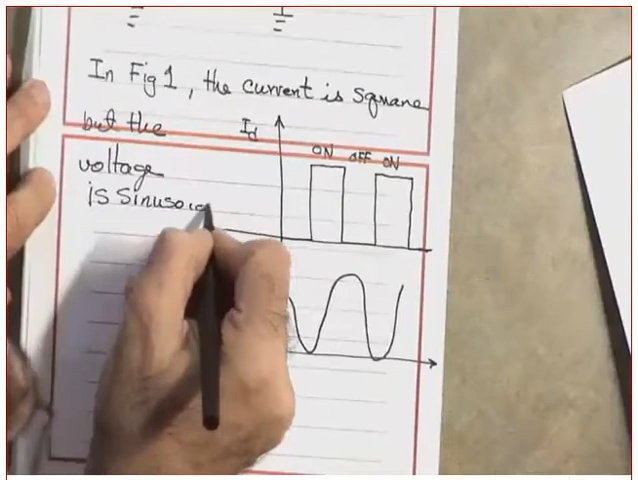 In Fig 1, the current is Square
but the
voltage
is Sinuso
Id
ON OFF ON